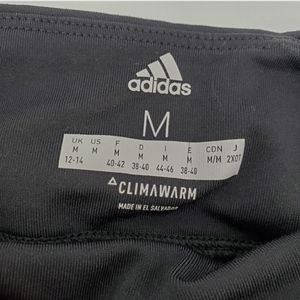 adidas
M
UK US F D I E CDN J
M M M M M M M/M 2XOT
12-14 40-42 38-40 44-46 38-40
CLIMAWARM
MADE IN EL SALVADOR